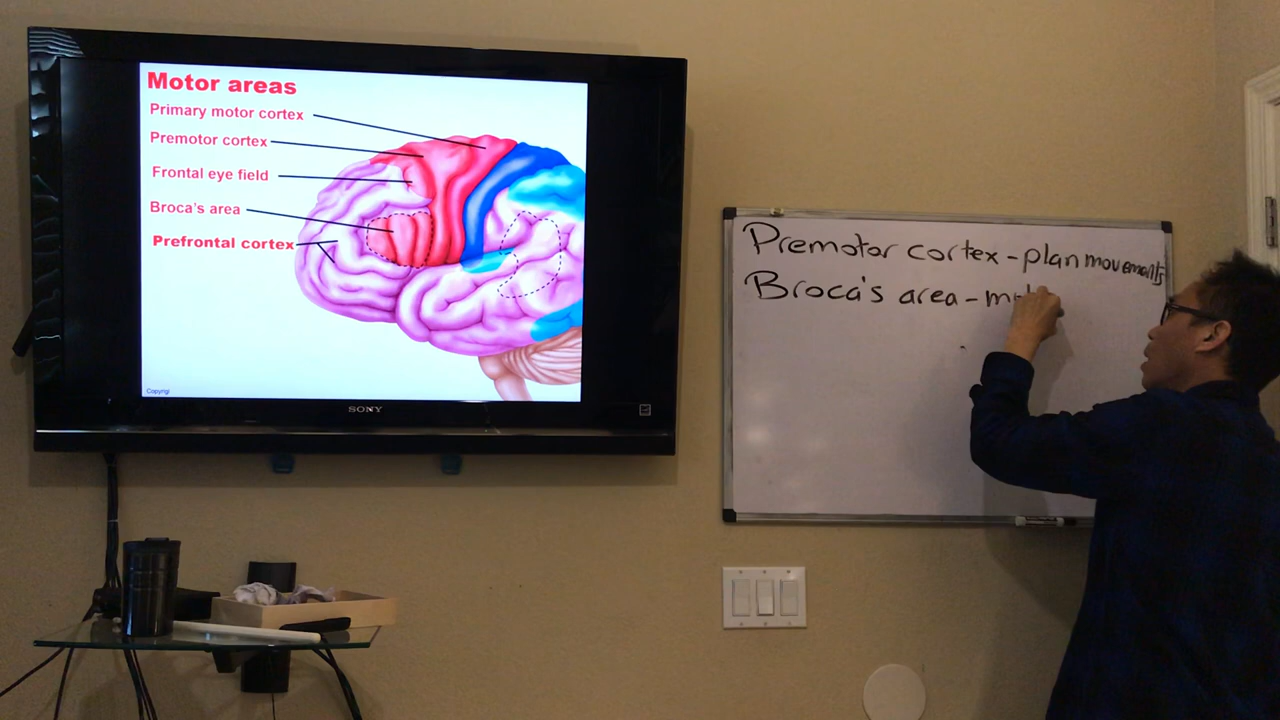 Motor areas
Primary motor cortex
Premotor cortex
Frontal eye field
Broca's area
Prefrontal cortex
SONY
Premotor cortex - plan movements
Broca's area -